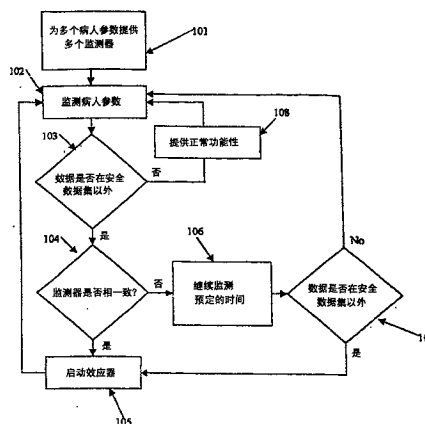 为多个病人参数提供
多个监测器
101
102
监测病人参数
108
提供正常功能性
103
数据是否在安全
数据集以外
否
是
104
监测器是否相一致?
否
106
继续监测
预定的时间
No
数据是否在安全
数据集以外
是
是
启动效应器
105